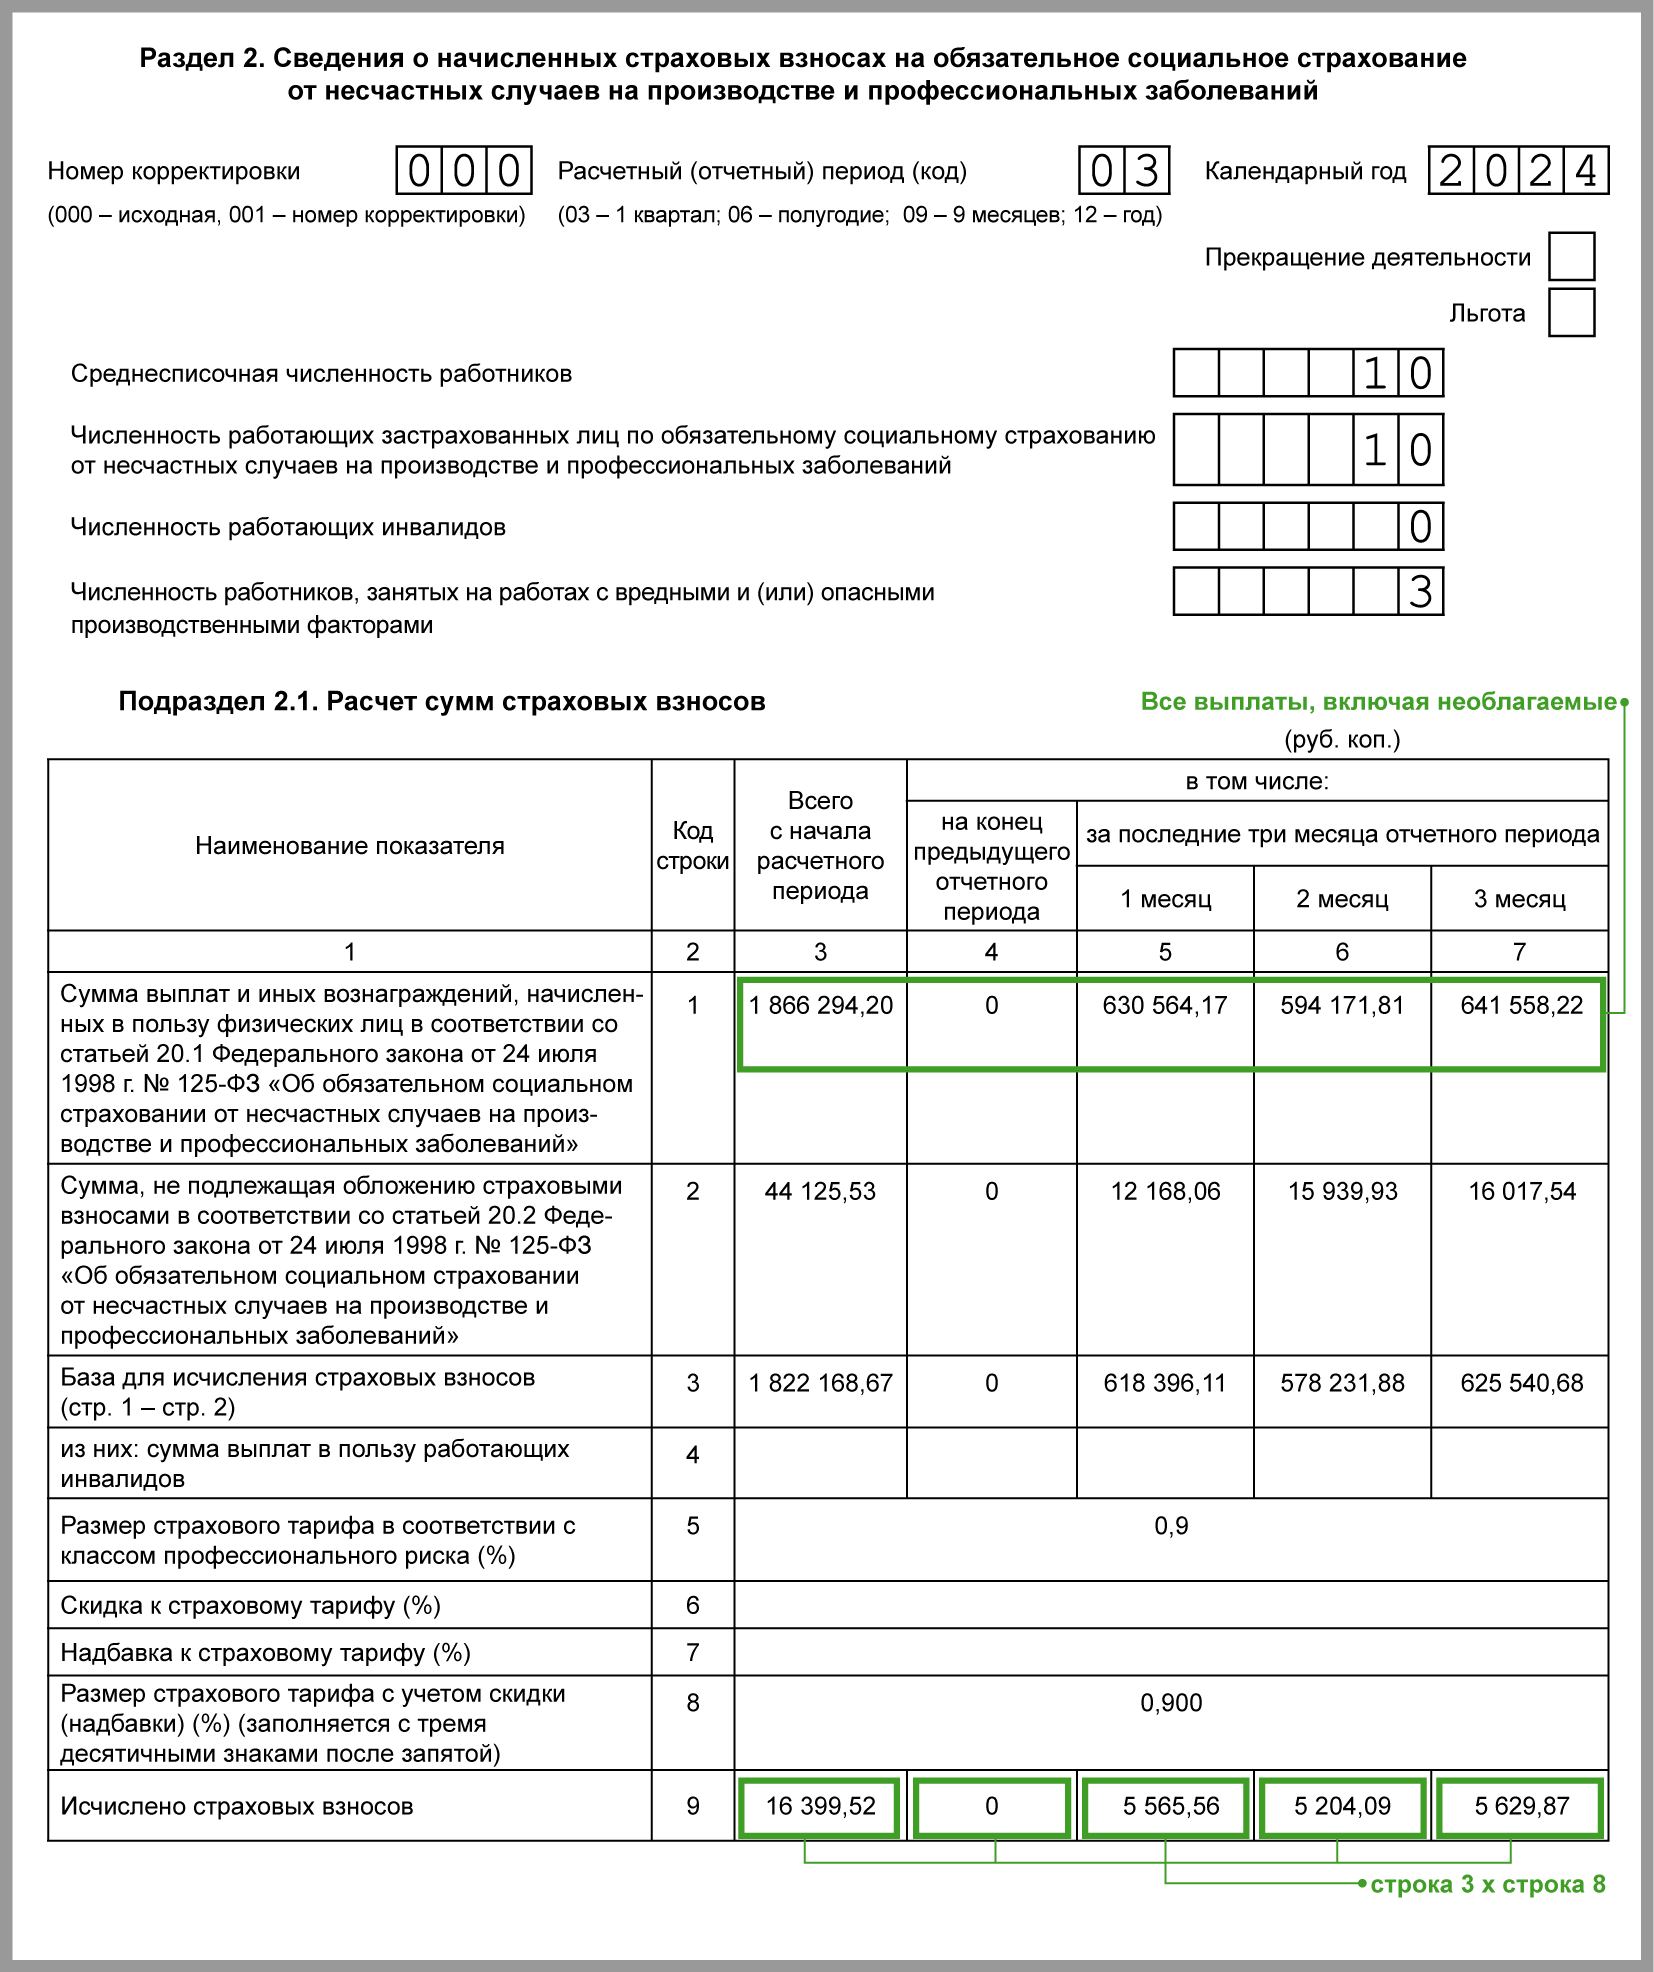 Раздел 2. Сведения о начисленных страховых взносах на обязательное социальное страхование
от несчастных случаев на производстве и профессиональных заболеваний
Номер корректировки 000 Расчетный (отчетный) период (код) 03 Календарный год 2024
(000 – исходная, 001 – номер корректировки) (03 – 1 квартал; 06 – полугодие; 09 – 9 месяцев; 12 – год)
Прекращение деятельности
Льгота
Среднесписочная численность работников 10
Численность работающих застрахованных лиц по обязательному социальному страхованию
от несчастных случаев на производстве и профессиональных заболеваний 10
Численность работающих инвалидов 0
Численность работников, занятых на работах с вредными и (или) опасными
производственными факторами 3
Подраздел 2.1. Расчет сумм страховых взносов
Все выплаты, включая необлагаемые
(руб. коп.)
Наименование показателя
Код
строки
Всего
с начала
расчетного
периода
в том числе:
на конец
предыдущего
отчетного
периода
за последние три месяца отчетного периода
1 месяц 2 месяц 3 месяц
1 2 3 4 5 6 7
Сумма выплат и иных вознаграждений, начислен-
ных в пользу физических лиц в соответствии со
статьей 20.1 Федерального закона от 24 июля
1998 г. № 125-ФЗ «Об обязательном социальном
страховании от несчастных случаев на произ-
водстве и профессиональных заболеваний»
1 1 866 294,20 0 630 564,17 594 171,81 641 558,22
Сумма, не подлежащая обложению страховыми
взносами в соответствии со статьей 20.2 Феде-
рального закона от 24 июля 1998 г. № 125-ФЗ
«Об обязательном социальном страховании
от несчастных случаев на производстве и
профессиональных заболеваний»
2 44 125,53 0 12 168,06 15 939,93 16 017,54
База для исчисления страховых взносов
(стр. 1 – стр. 2)
3 1 822 168,67 0 618 396,11 578 231,88 625 540,68
из них: сумма выплат в пользу работающих
инвалидов
4
Размер страхового тарифа в соответствии с
классом профессионального риска (%)
5 0,9
Скидка к страховому тарифу (%) 6
Надбавка к страховому тарифу (%) 7
Размер страхового тарифа с учетом скидки
(надбавки) (%) (заполняется с тремя
десятичными знаками после запятой)
8 0,900
Исчислено страховых взносов 9 16 399,52 0 5 565,56 5 204,09 5 629,87
строка 3 х строка 8